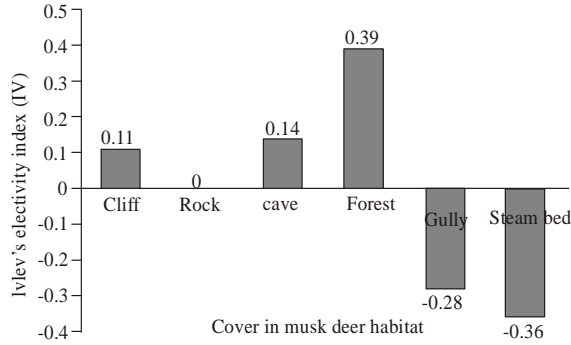 Ivlev's electivity index (IV)
0.5
0.4
0.3
0.2
0.1
0
-0.1
-0.2
-0.3
-0.4
0.11
0
0.14
0.39
-0.28
-0.36
Cliff
Rock
cave
Forest
Gully
Steam bed
Cover in musk deer habitat